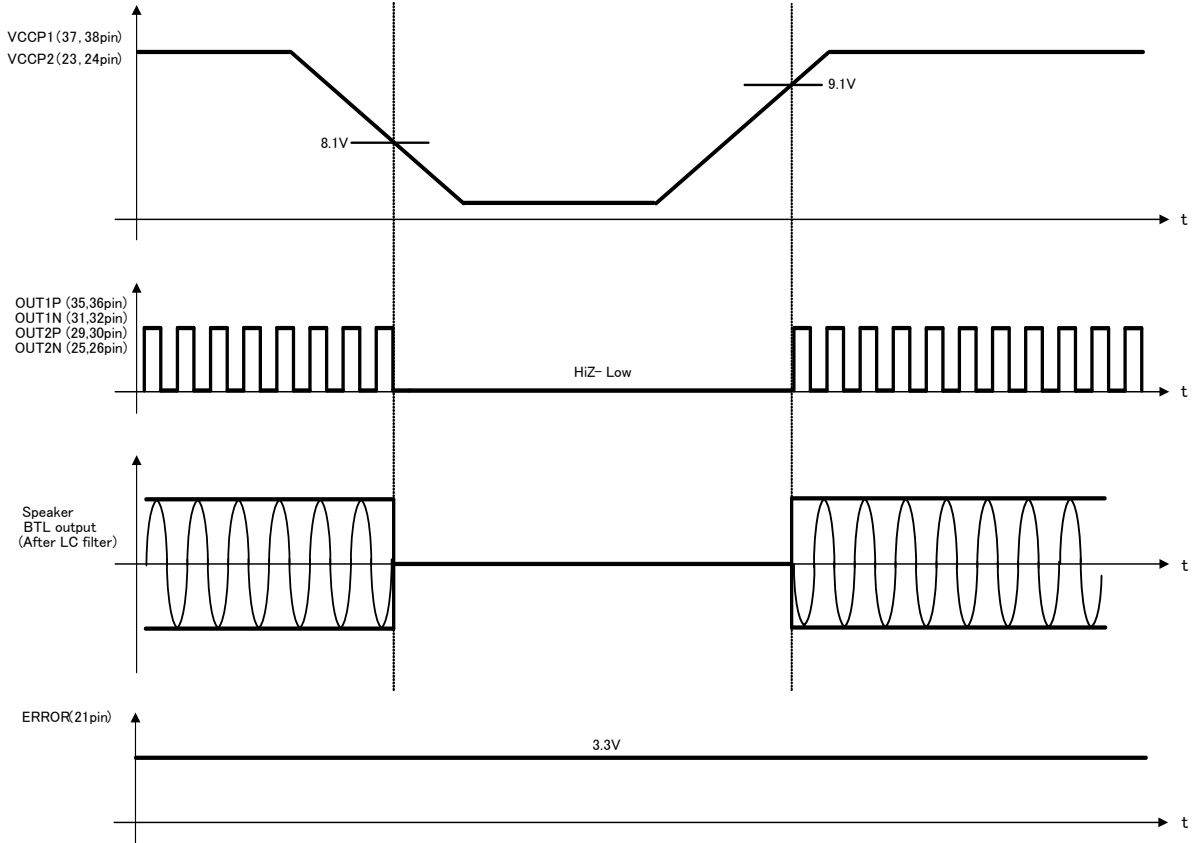 VCCP1(37,38pin)
VCCP2(23,24pin)
9.1V
8.1V
t
OUT1P (35,36pin)
OUT1N (31,32pin)
OUT2P (29,30pin)
OUT2N (25,26pin)
HiZ- Low
t
Speaker
BTL output
(After LC filter)
t
ERROR(21pin)
3.3V
t